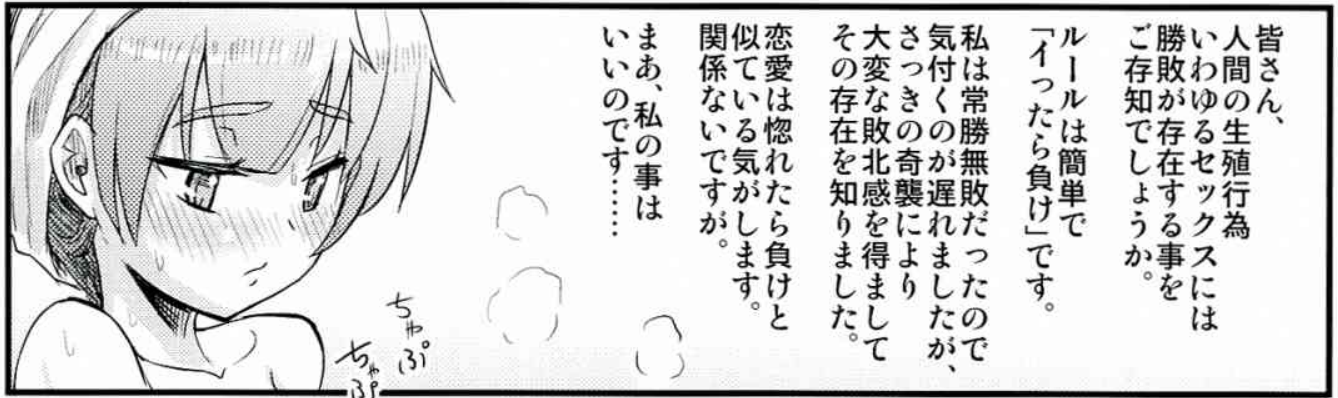 皆さん、
人間の生殖行為
いわゆるセックスには
勝敗が存在する事を
ご存知でしょうか。
ルールは簡単で
「イったら負け」です。
私は常勝無敗だったので
気付くのが遅れましたが、
さっきの奇襲により
大変な敗北感を得まして
その存在を知りました。
恋愛は惚れたら負けと
似ている気がします。
関係ないですが。
まあ、私の事は
いいのです……
ちゃぷ
ちゃぷ